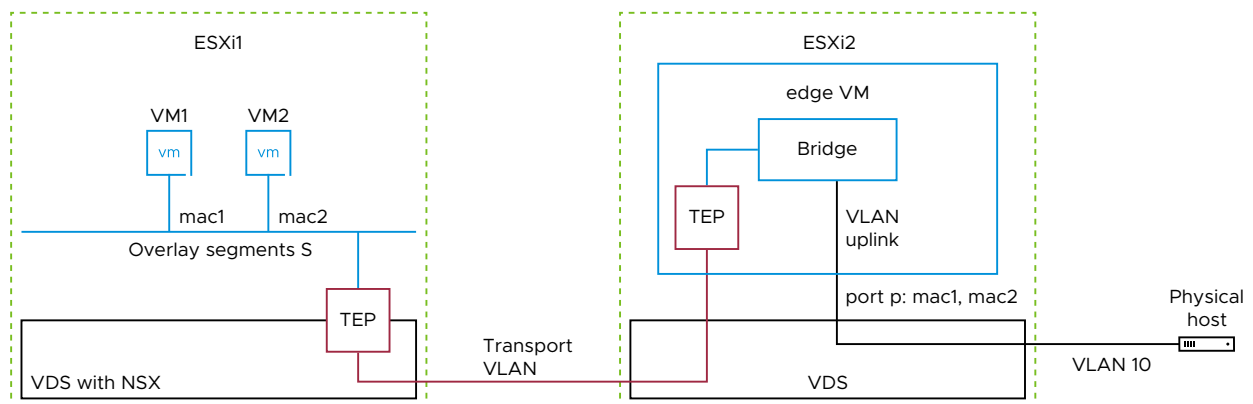 ESXi1
VM1
VM2
vm
vm
mac1
mac2
Overlay segments S
TEP
VDS with NSX
Transport
VLAN
ESXi2
edge VM
Bridge
TEP
VLAN
uplink
port p: mac1, mac2
VDS
VLAN 10
Physical
host